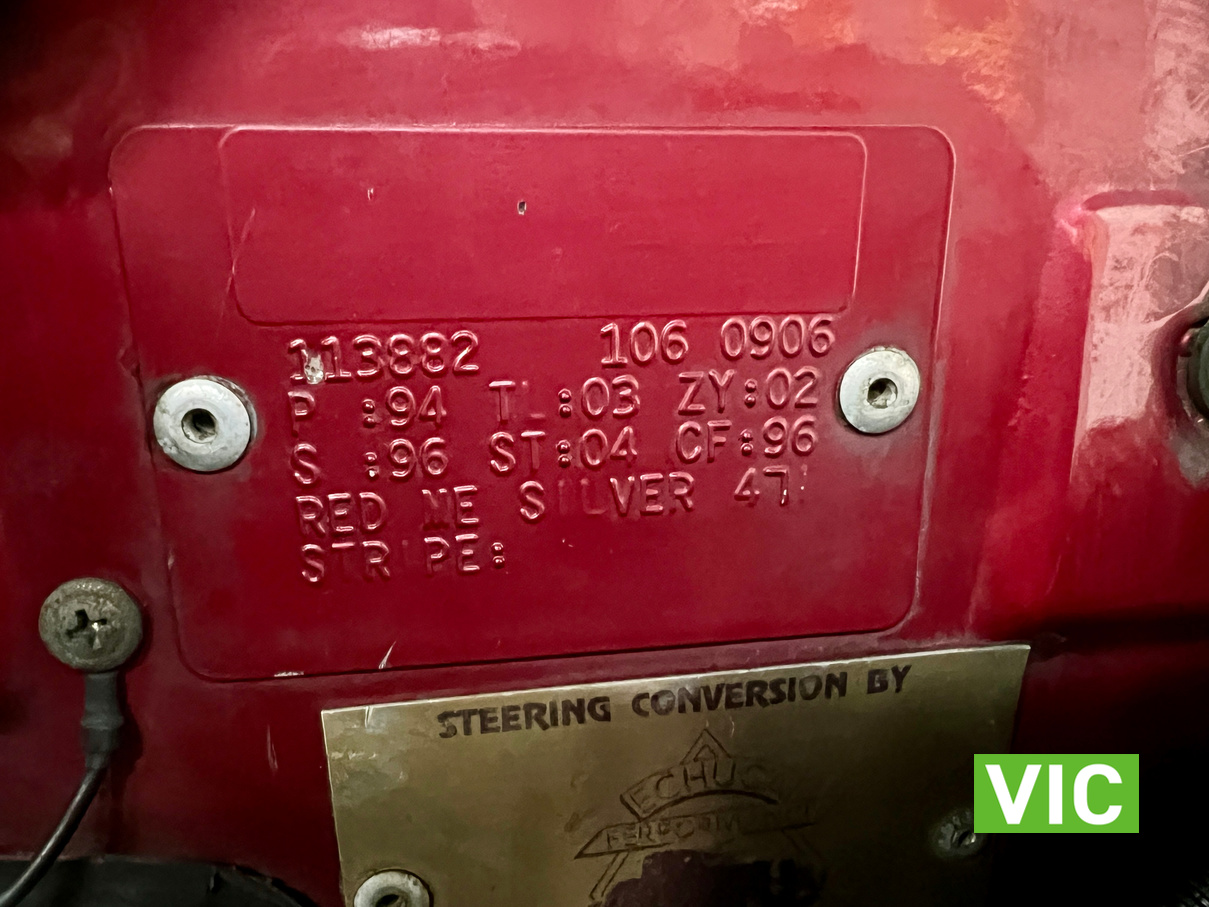 113882 106 0906
P :94 TL:03 ZY:02
S :96 ST:04 CF:96
RED ME SILVER
STRIPE:
STEERING CONVERSION BY
VIC